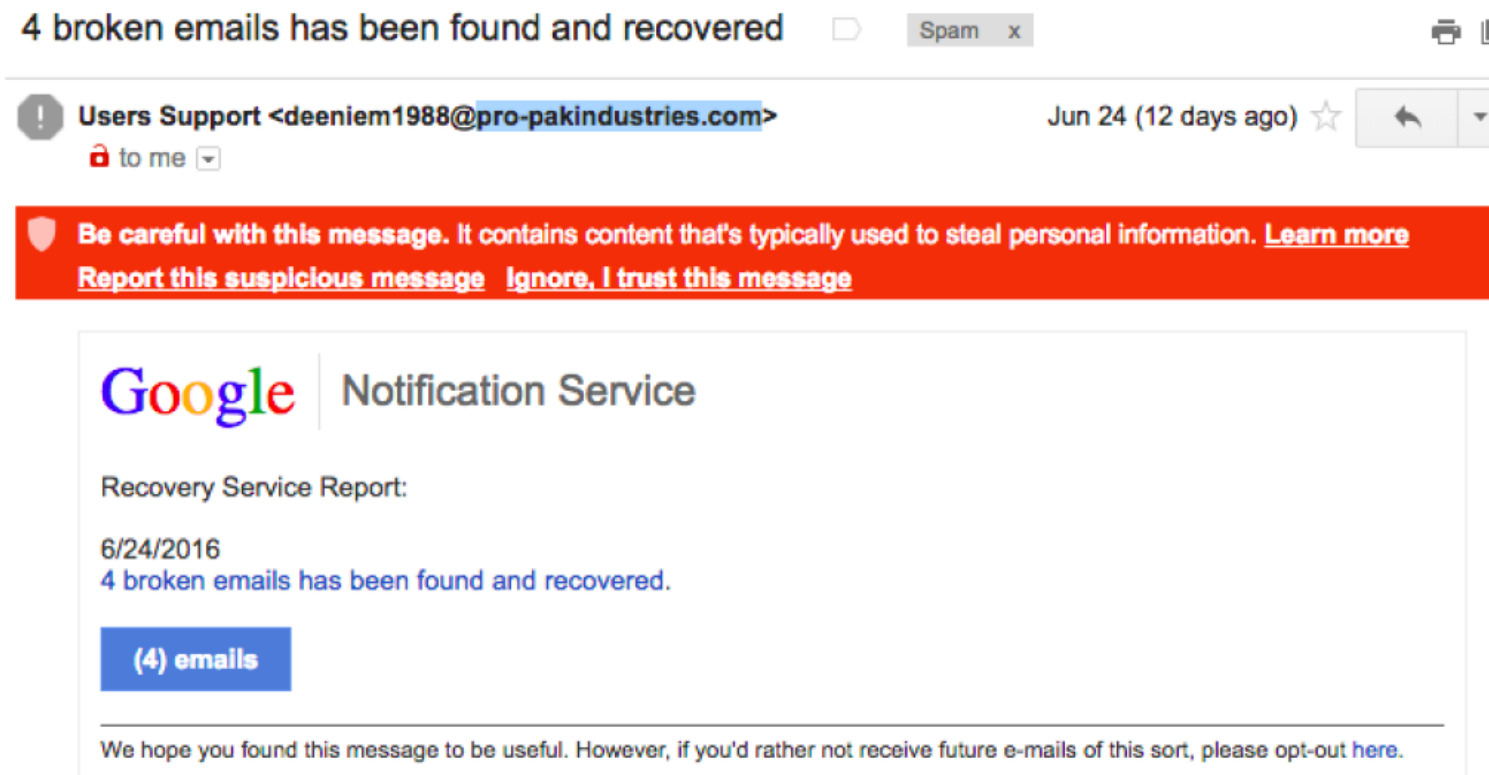 4 broken emails has been found and recovered
Spam x
Users Support <deeniem1988@pro-pakindustries.com>
Jun 24 (12 days ago)
to me
Be careful with this message. It contains content that's typically used to steal personal information. Learn more
Report this suspicious message Ignore, I trust this message
Google Notification Service
Recovery Service Report:
6/24/2016
4 broken emails has been found and recovered.
(4) emails
We hope you found this message to be useful. However, if you'd rather not receive future e-mails of this sort, please opt-out here.